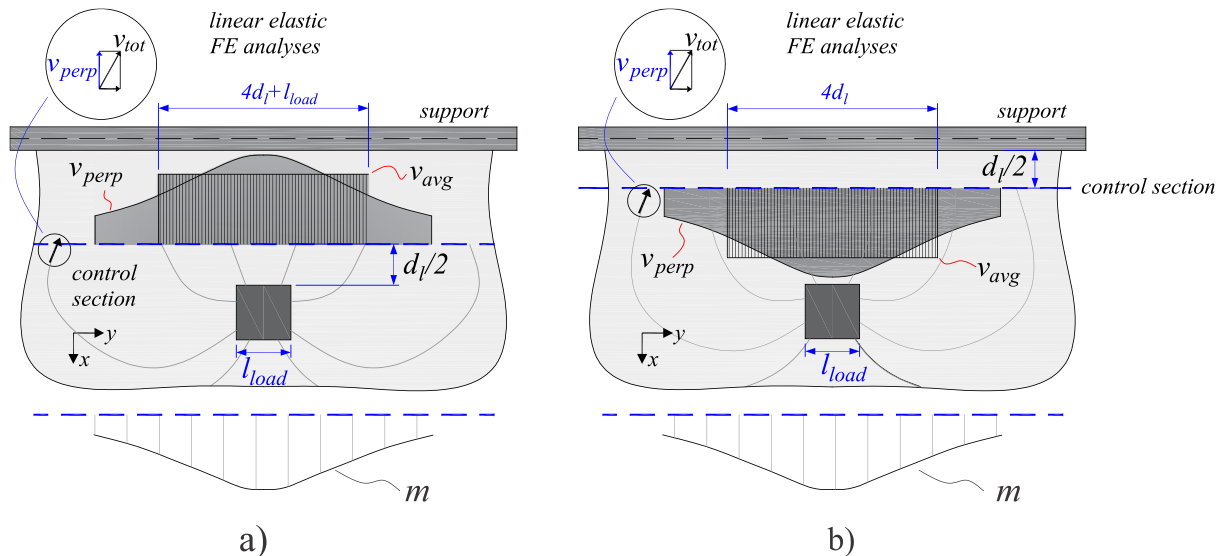 linear elastic
FE analyses
v_tot
v_perp
4d_l+l_load
support
v_perp
v_avg
control
section
d_l/2
y
x
l_load
m
a)
linear elastic
FE analyses
v_tot
v_perp
4d_l
support
d_l/2
control section
v_perp
v_avg
y
x
l_load
m
b)